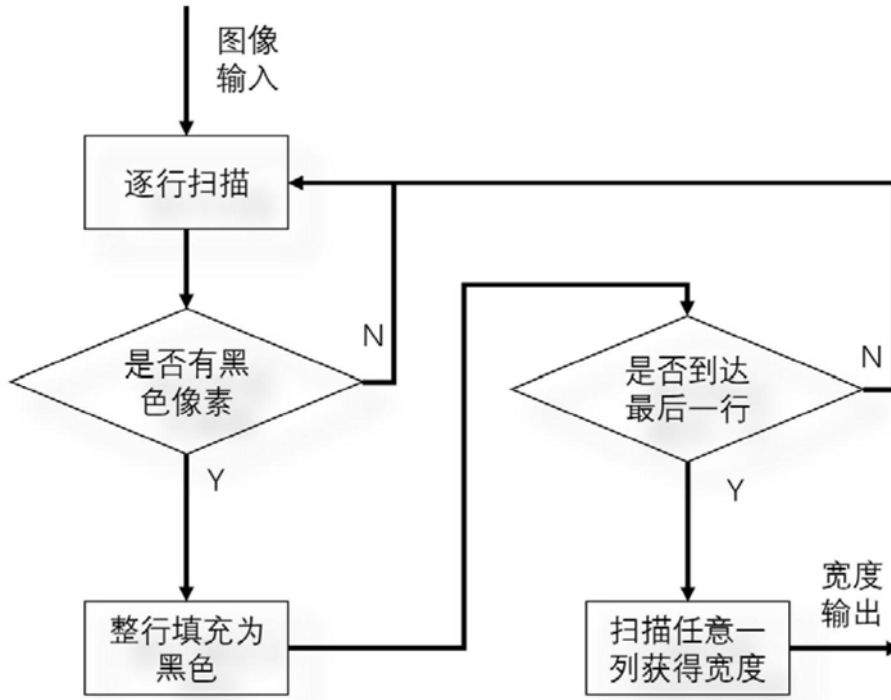 图像
输入
逐行扫描
是否有黑
色像素
N
Y
整行填充为
黑色
是否到达
最后一行
N
Y
扫描任意一
列获得宽度
宽度
输出